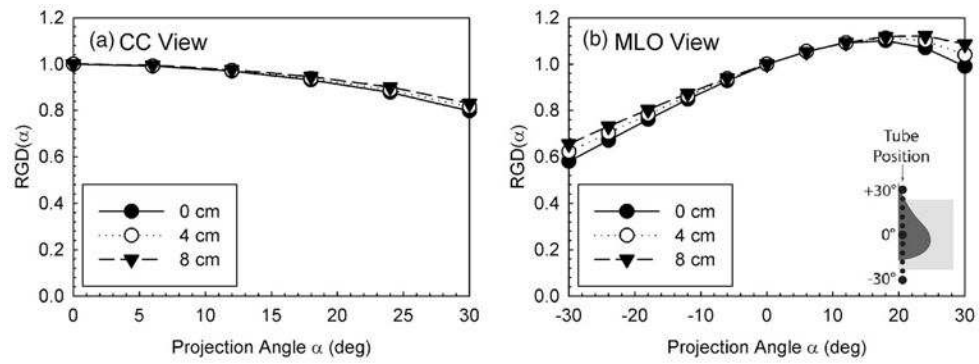 (a) CC View
1.2
1.0
0.8
0.6
0.4
0.2
0.0
RGD(α)
0 cm
4 cm
8 cm
0 5 10 15 20 25 30
Projection Angle α (deg)
(b) MLO View
1.2
1.0
0.8
0.6
0.4
0.2
0.0
RGD(α)
0 cm
4 cm
8 cm
Tube
Position
+30°
0°
-30°
-30 -20 -10 0 10 20 30
Projection Angle α (deg)